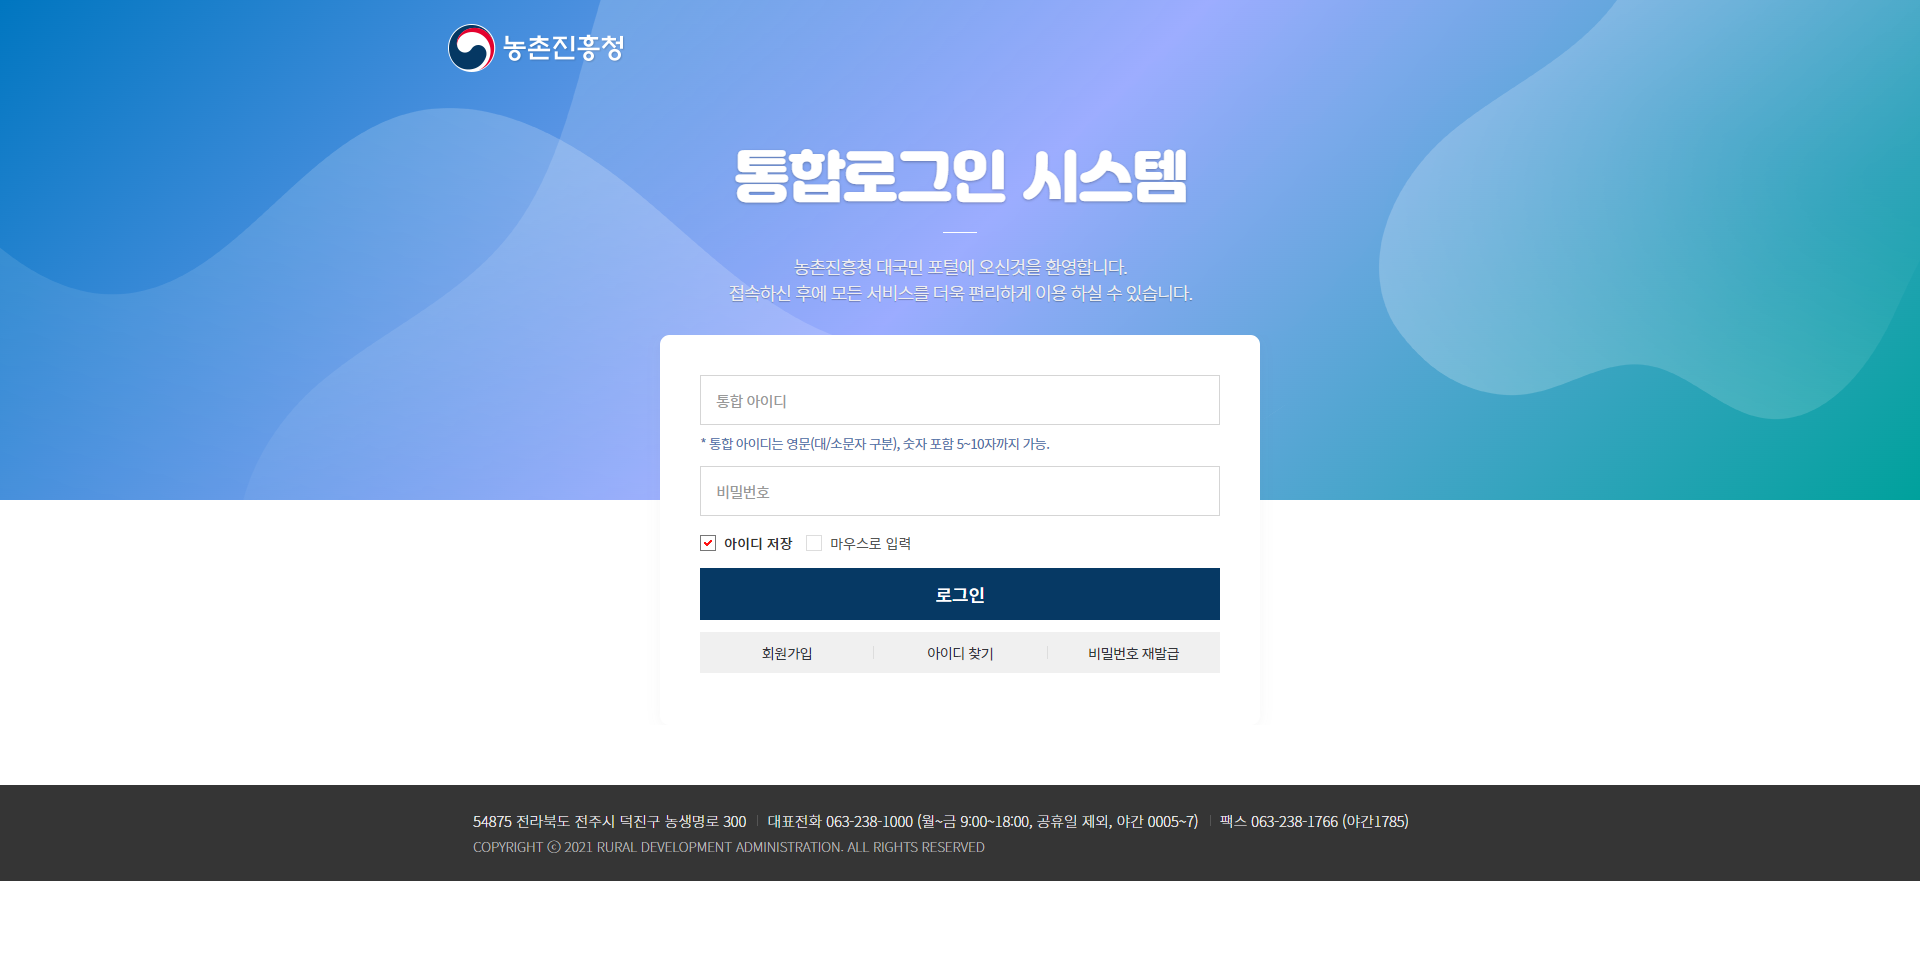 농촌진흥청
통합로그인 시스템
농촌진흥청 대국민 포털에 오신것을 환영합니다.
접속하신 후에 모든 서비스를 더욱 편리하게 이용 하실 수 있습니다.
통합 아이디
* 통합 아이디는 영문(대/소문자 구분), 숫자 포함 5~10자까지 가능.
비밀번호
아이디 저장 마우스로 입력
로그인
회원가입 아이디 찾기 비밀번호 재발급
54875 전라북도 전주시 덕진구 농생명로 300 대표전화 063-238-1000 (월~금 9:00~18:00, 공휴일 제외, 야간 0005~7) 팩스 063-238-1766 (야간1785)
COPYRIGHT ⓒ 2021 RURAL DEVELOPMENT ADMINISTRATION. ALL RIGHTS RESERVED